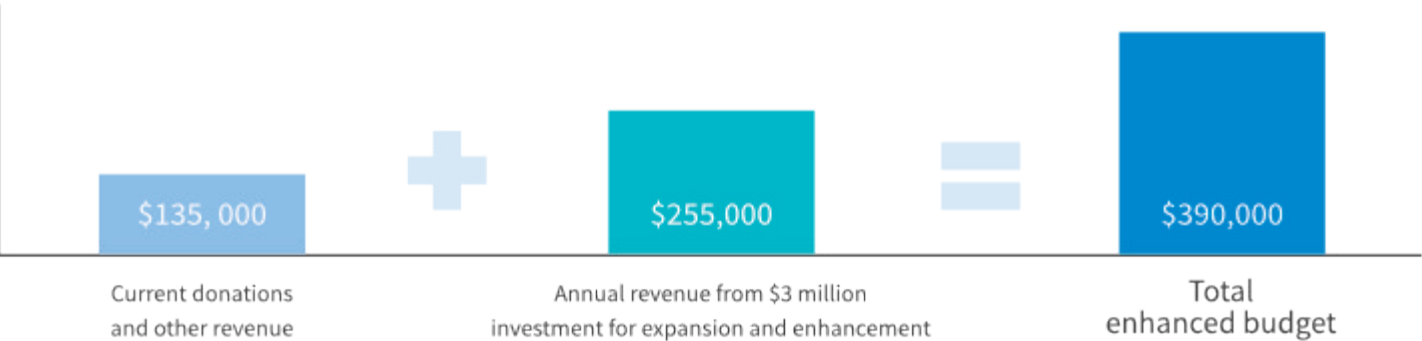 $135, 000
$255,000
$390,000
Current donations
and other revenue
Annual revenue from $3 million
investment for expansion and enhancement
Total
enhanced budget